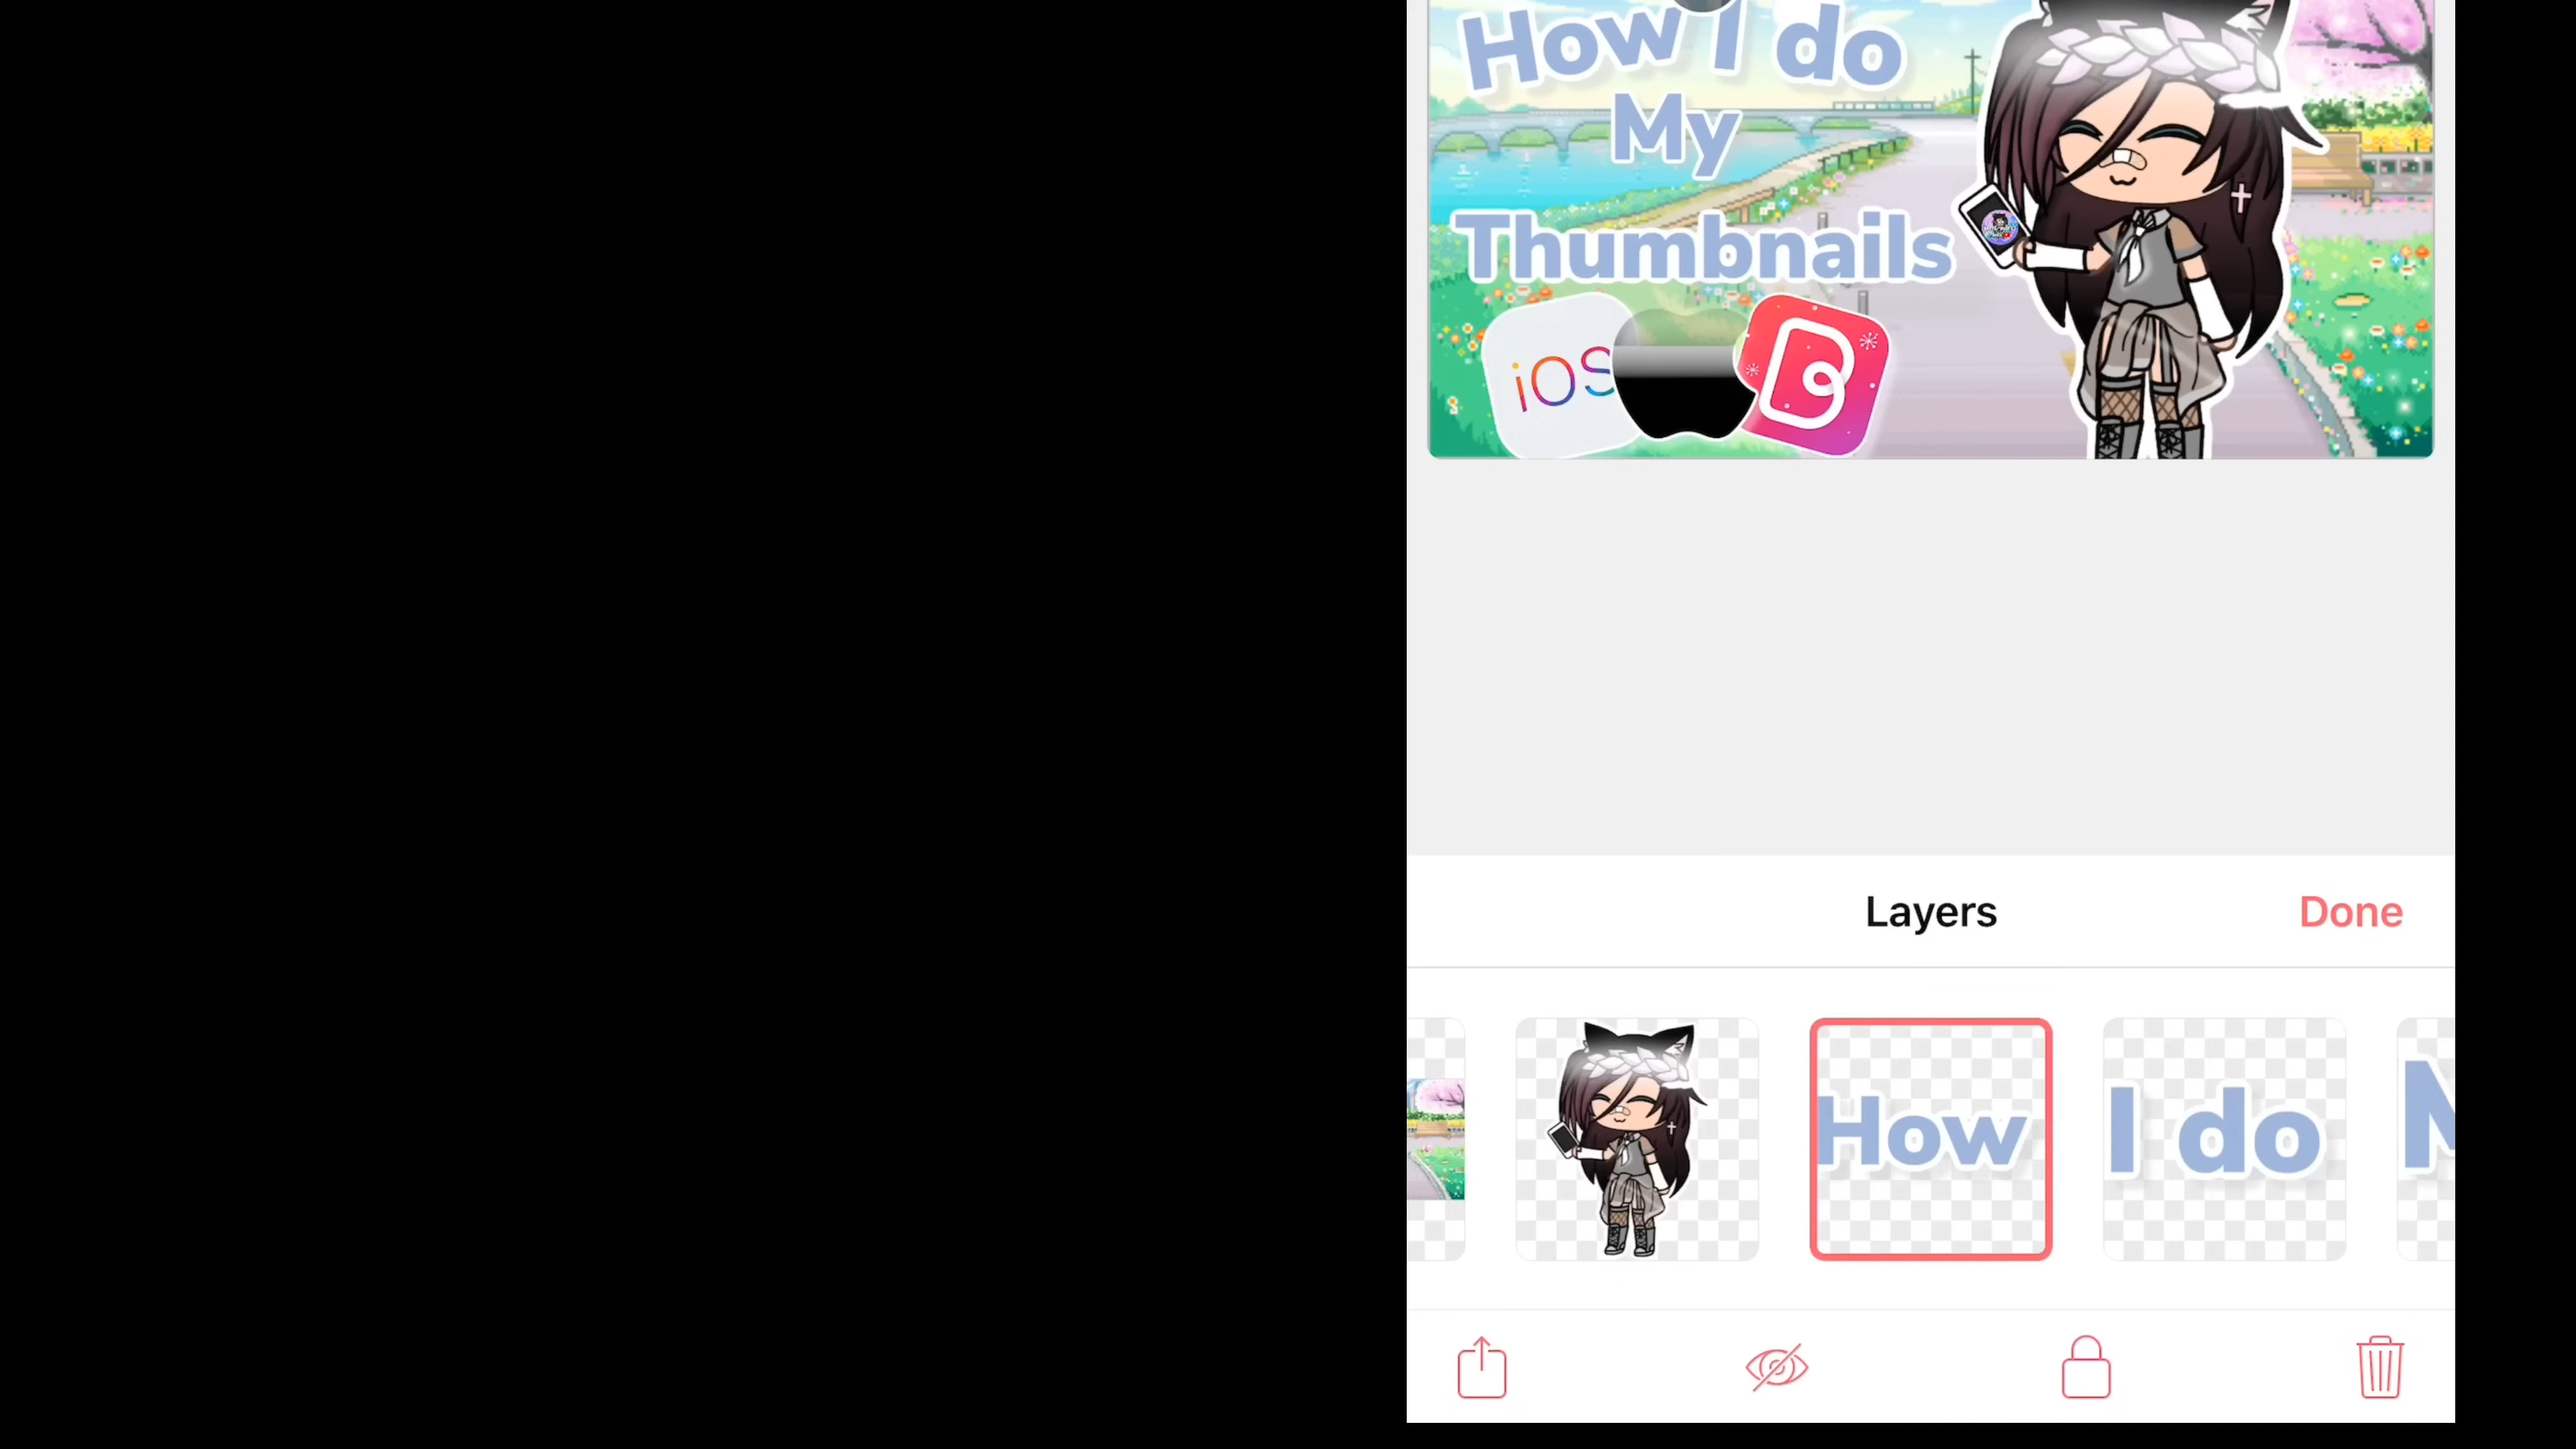 How I do
My
Thumbnails
iOS
Layers
Done
How
I do
M